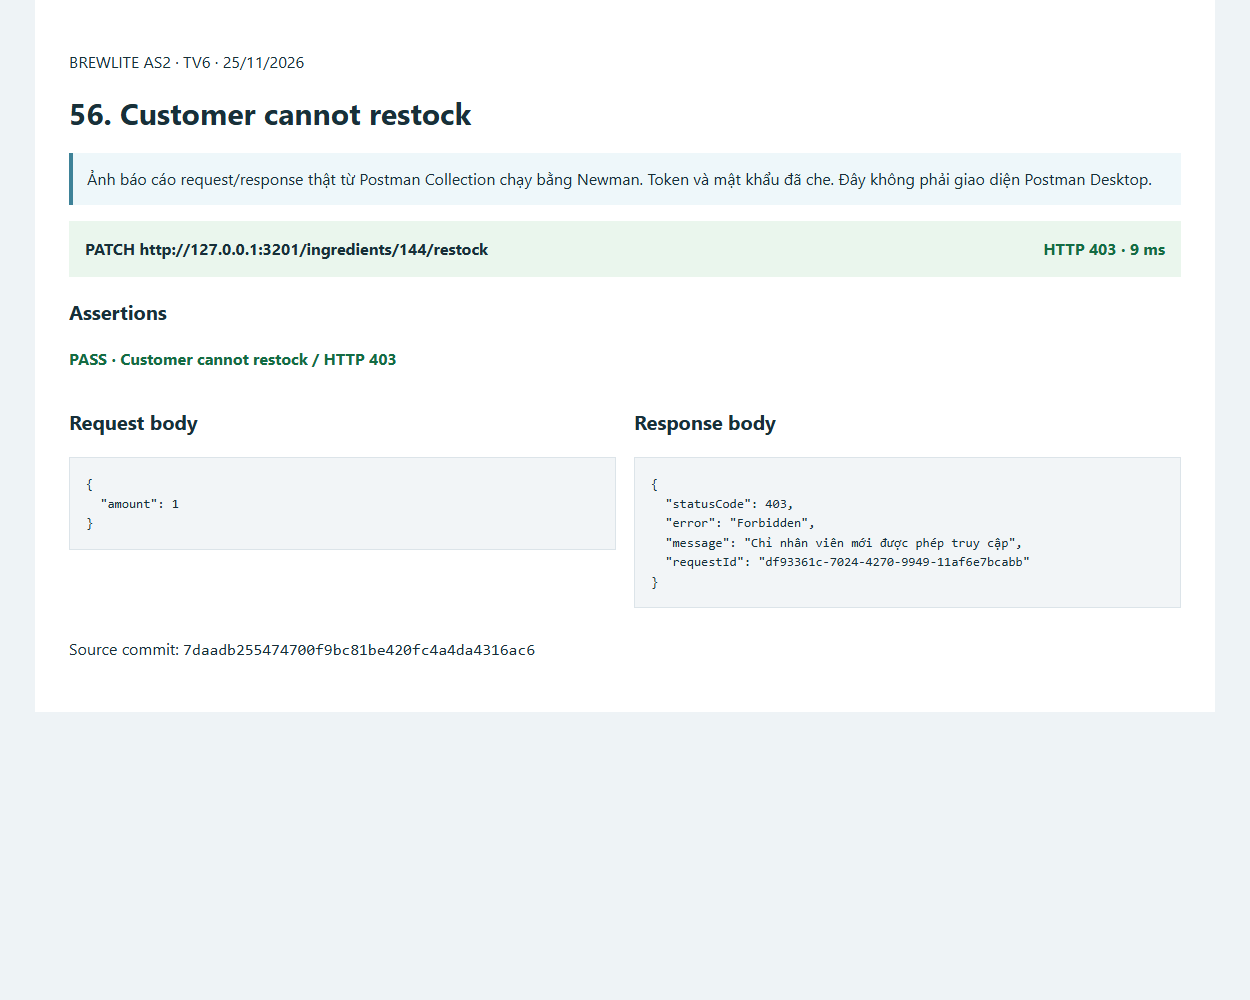 BREWLITE AS2 · TV6 · 25/11/2026
56. Customer cannot restock
Ảnh báo cáo request/response thật từ Postman Collection chạy bằng Newman. Token và mật khẩu đã che. Đây không phải giao diện Postman Desktop.
PATCH http://127.0.0.1:3201/ingredients/144/restock
HTTP 403 · 9 ms
Assertions
PASS · Customer cannot restock / HTTP 403
Request body
{
  "amount": 1
}
Response body
{
  "statusCode": 403,
  "error": "Forbidden",
  "message": "Chỉ nhân viên mới được phép truy cập",
  "requestId": "df93361c-7024-4270-9949-11af6e7bcabb"
}
Source commit: 7daadb255474700f9bc81be420fc4a4da4316ac6